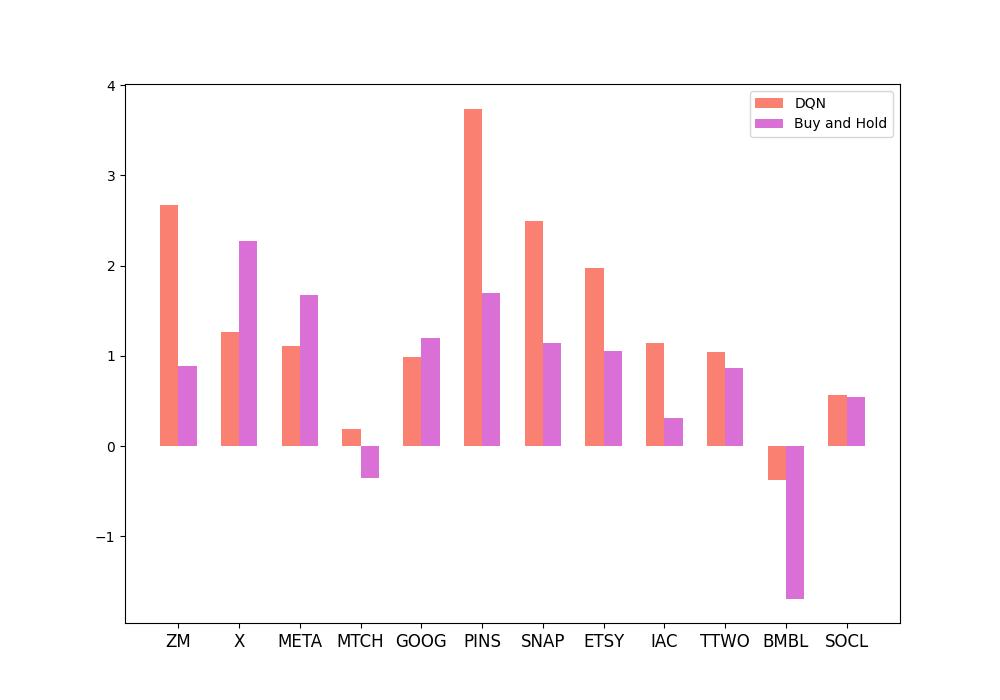 4
3
2
1
0
−1
DQN
Buy and Hold
ZM X META MTCH GOOG PINS SNAP ETSY IAC TTWO BMBL SOCL